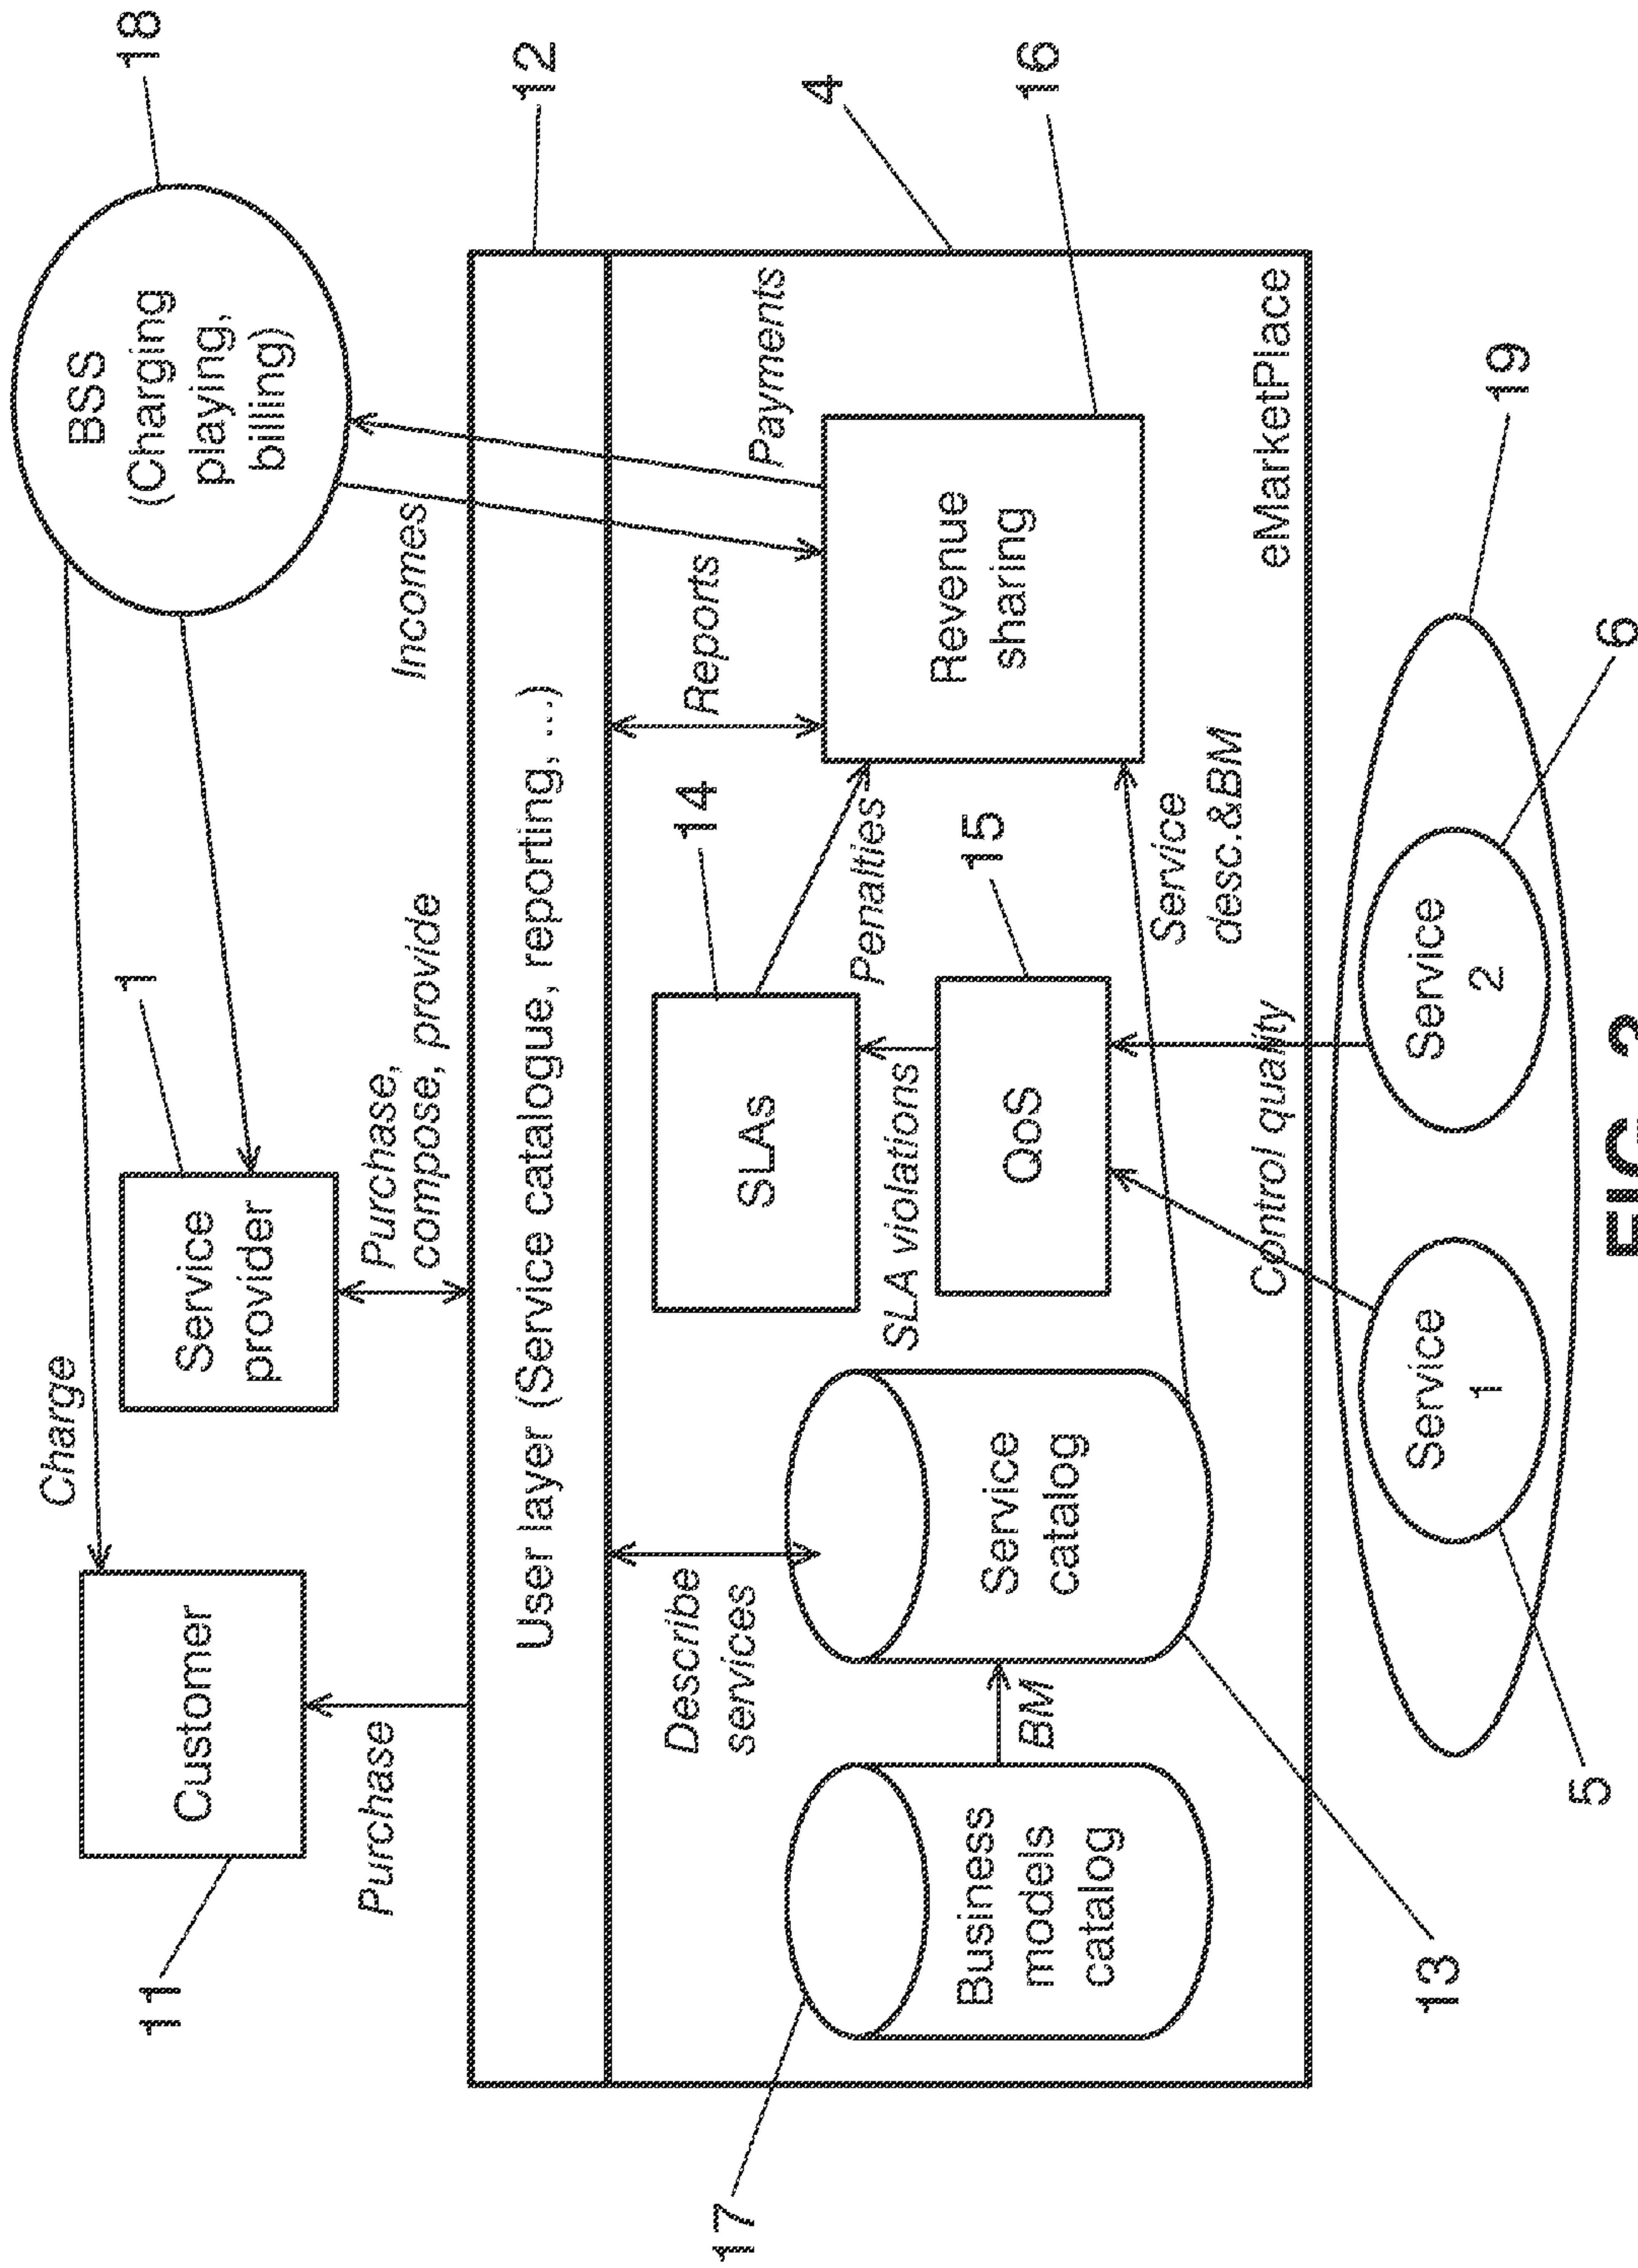 18
BSS
(Charging
playing,
billing)
Charge
1
11
Customer
Service
provider
Purchase
Purchase,
compose, provide
Incomes
12
User layer (Service catalogue, reporting, ...)
17
Describe
services
14
Reports
Payments
4
SLAs
Penalties
SLA violations
Business
models
catalog
BM
Service
catalog
QoS
15
Revenue
sharing
16
Service
desc.&BM
Control quality
eMarketPlace
13
Service
1
Service
2
19
5
6
FIG.